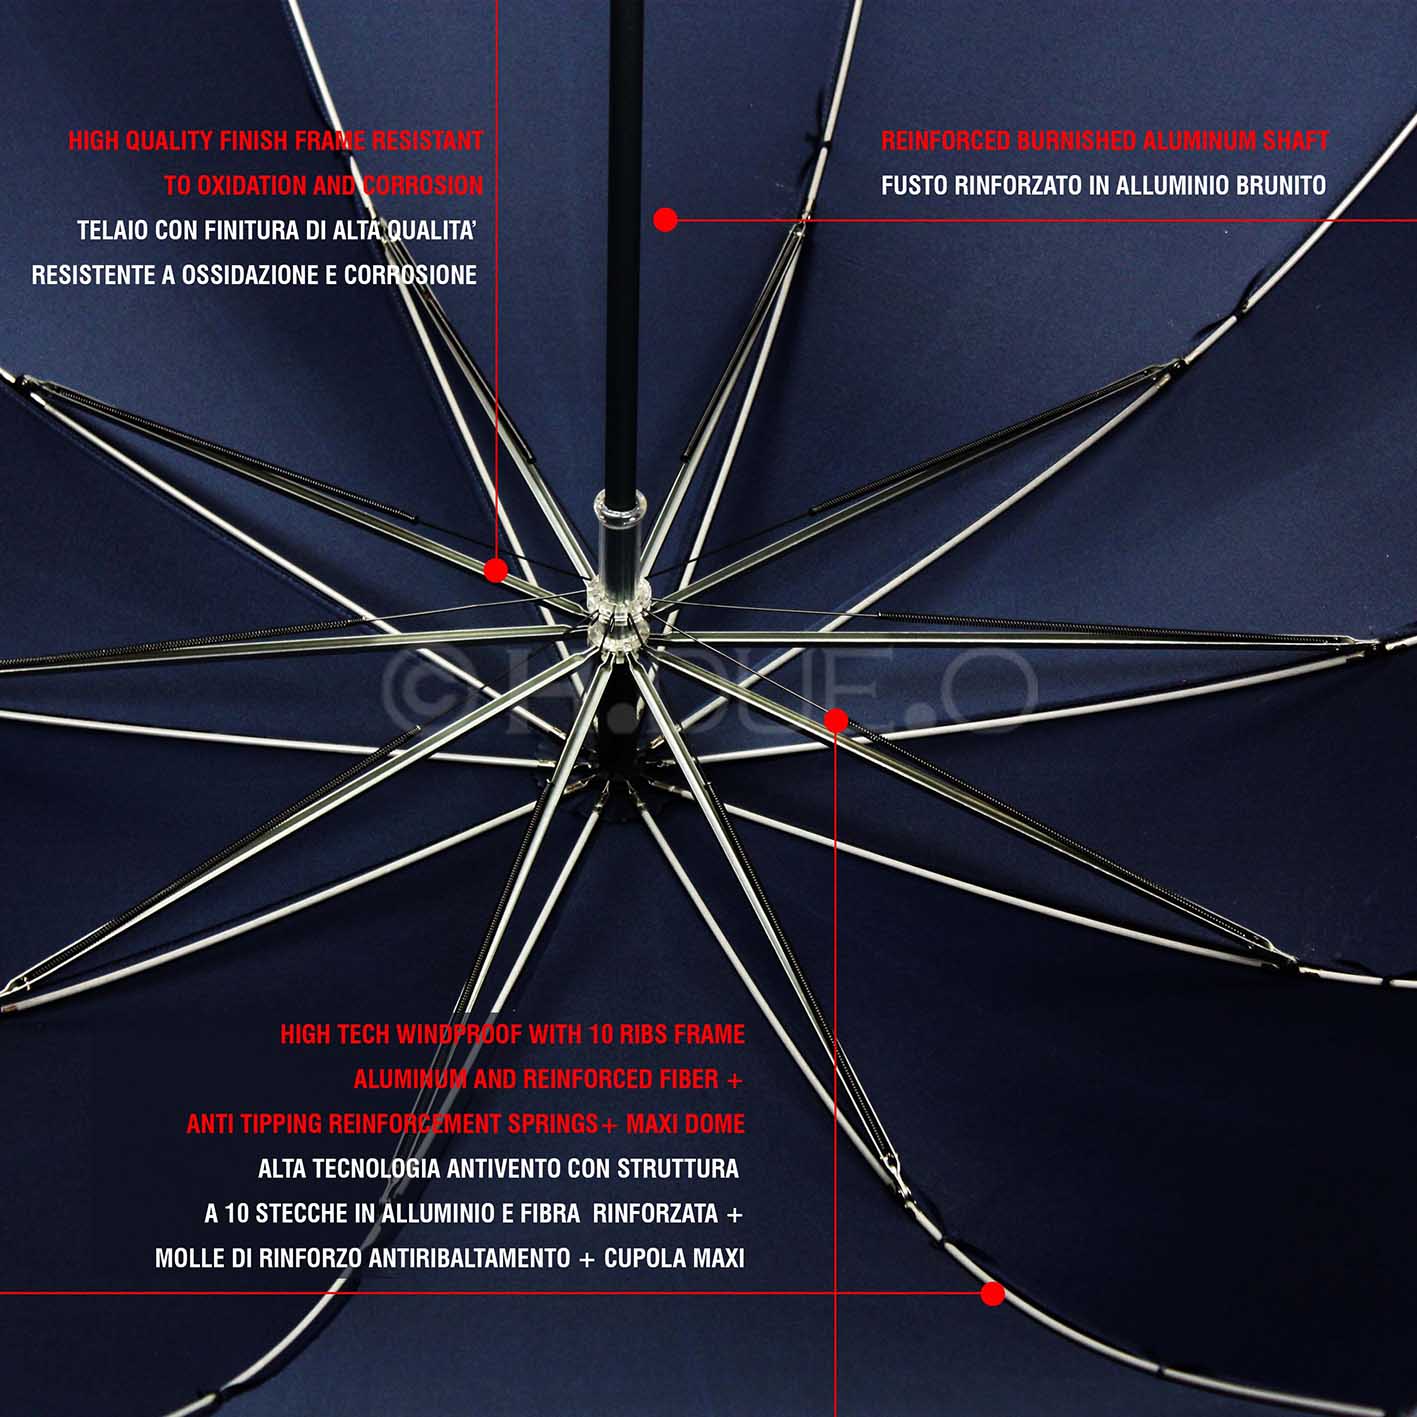 HIGH QUALITY FINISH FRAME RESISTANT
TO OXIDATION AND CORROSION
TELAIO CON FINITURA DI ALTA QUALITA’
RESISTENTE A OSSIDAZIONE E CORROSIONE
REINFORCED BURNISHED ALUMINUM SHAFT
FUSTO RINFORZATO IN ALLUMINIO BRUNITO
© H.DUE.O
HIGH TECH WINDPROOF WITH 10 RIBS FRAME
ALUMINUM AND REINFORCED FIBER +
ANTI TIPPING REINFORCEMENT SPRINGS+ MAXI DOME
ALTA TECNOLOGIA ANTIVENTO CON STRUTTURA
A 10 STECCHE IN ALLUMINIO E FIBRA RINFORZATA +
MOLLE DI RINFORZO ANTIRIBALTAMENTO + CUPOLA MAXI